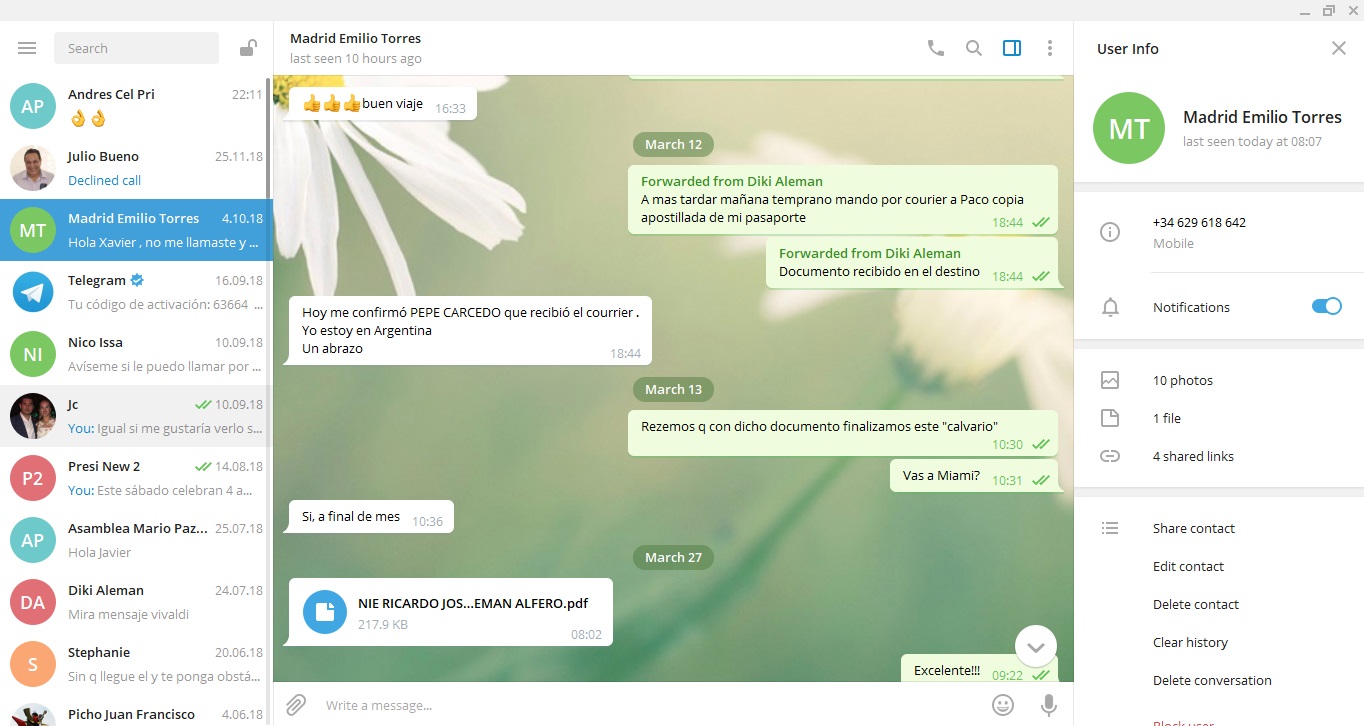 Search
AP
Andres Cel Pri
22:11
👌👌
Julio Bueno
25.11.18
Declined call
MT
Madrid Emilio Torres
4.10.18
Hola Xavier , no me llamaste y ...
Telegram
16.09.18
Tu código de activación: 63664 ...
NI
Nico Issa
10.09.18
Avíseme si le puedo llamar por ...
Jc
10.09.18
You: Igual si me gustaría verlo s...
P2
Presi New 2
14.08.18
You: Este sábado celebran 4 a...
AP
Asamblea Mario Paz...
25.07.18
Hola Javier
DA
Diki Aleman
24.07.18
Mira mensaje vivaldi
S
Stephanie
20.06.18
Sin q llegue el y te ponga obstá...
Picho Juan Francisco
4.06.18
Madrid Emilio Torres
last seen 10 hours ago
👍👍👍buen viaje
16:33
March 12
Forwarded from Diki Aleman
A mas tardar mañana temprano mando por courier a Paco copia
apostillada de mi pasaporte
18:44
Forwarded from Diki Aleman
Documento recibido en el destino
18:44
Hoy me confirmó PEPE CARCEDO que recibió el courrier .
Yo estoy en Argentina
Un abrazo
18:44
March 13
Rezemos q con dicho documento finalizamos este "calvario"
10:30
Vas a Miami?
10:31
Si, a final de mes
10:36
March 27
NIE RICARDO JOS...EMAN ALFERO.pdf
217.9 KB
08:02
Excelente!!!
09:22
Write a message...
User Info
MT
Madrid Emilio Torres
last seen today at 08:07
+34 629 618 642
Mobile
Notifications
10 photos
1 file
4 shared links
Share contact
Edit contact
Delete contact
Clear history
Delete conversation
Block user